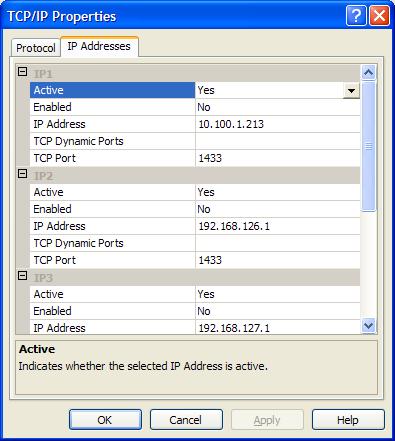 TCP/IP Properties
Protocol IP Addresses
IP1
Active Yes
Enabled No
IP Address 10.100.1.213
TCP Dynamic Ports
TCP Port 1433
IP2
Active Yes
Enabled No
IP Address 192.168.126.1
TCP Dynamic Ports
TCP Port 1433
IP3
Active Yes
Enabled No
IP Address 192.168.127.1
Active
Indicates whether the selected IP Address is active.
OK Cancel Apply Help